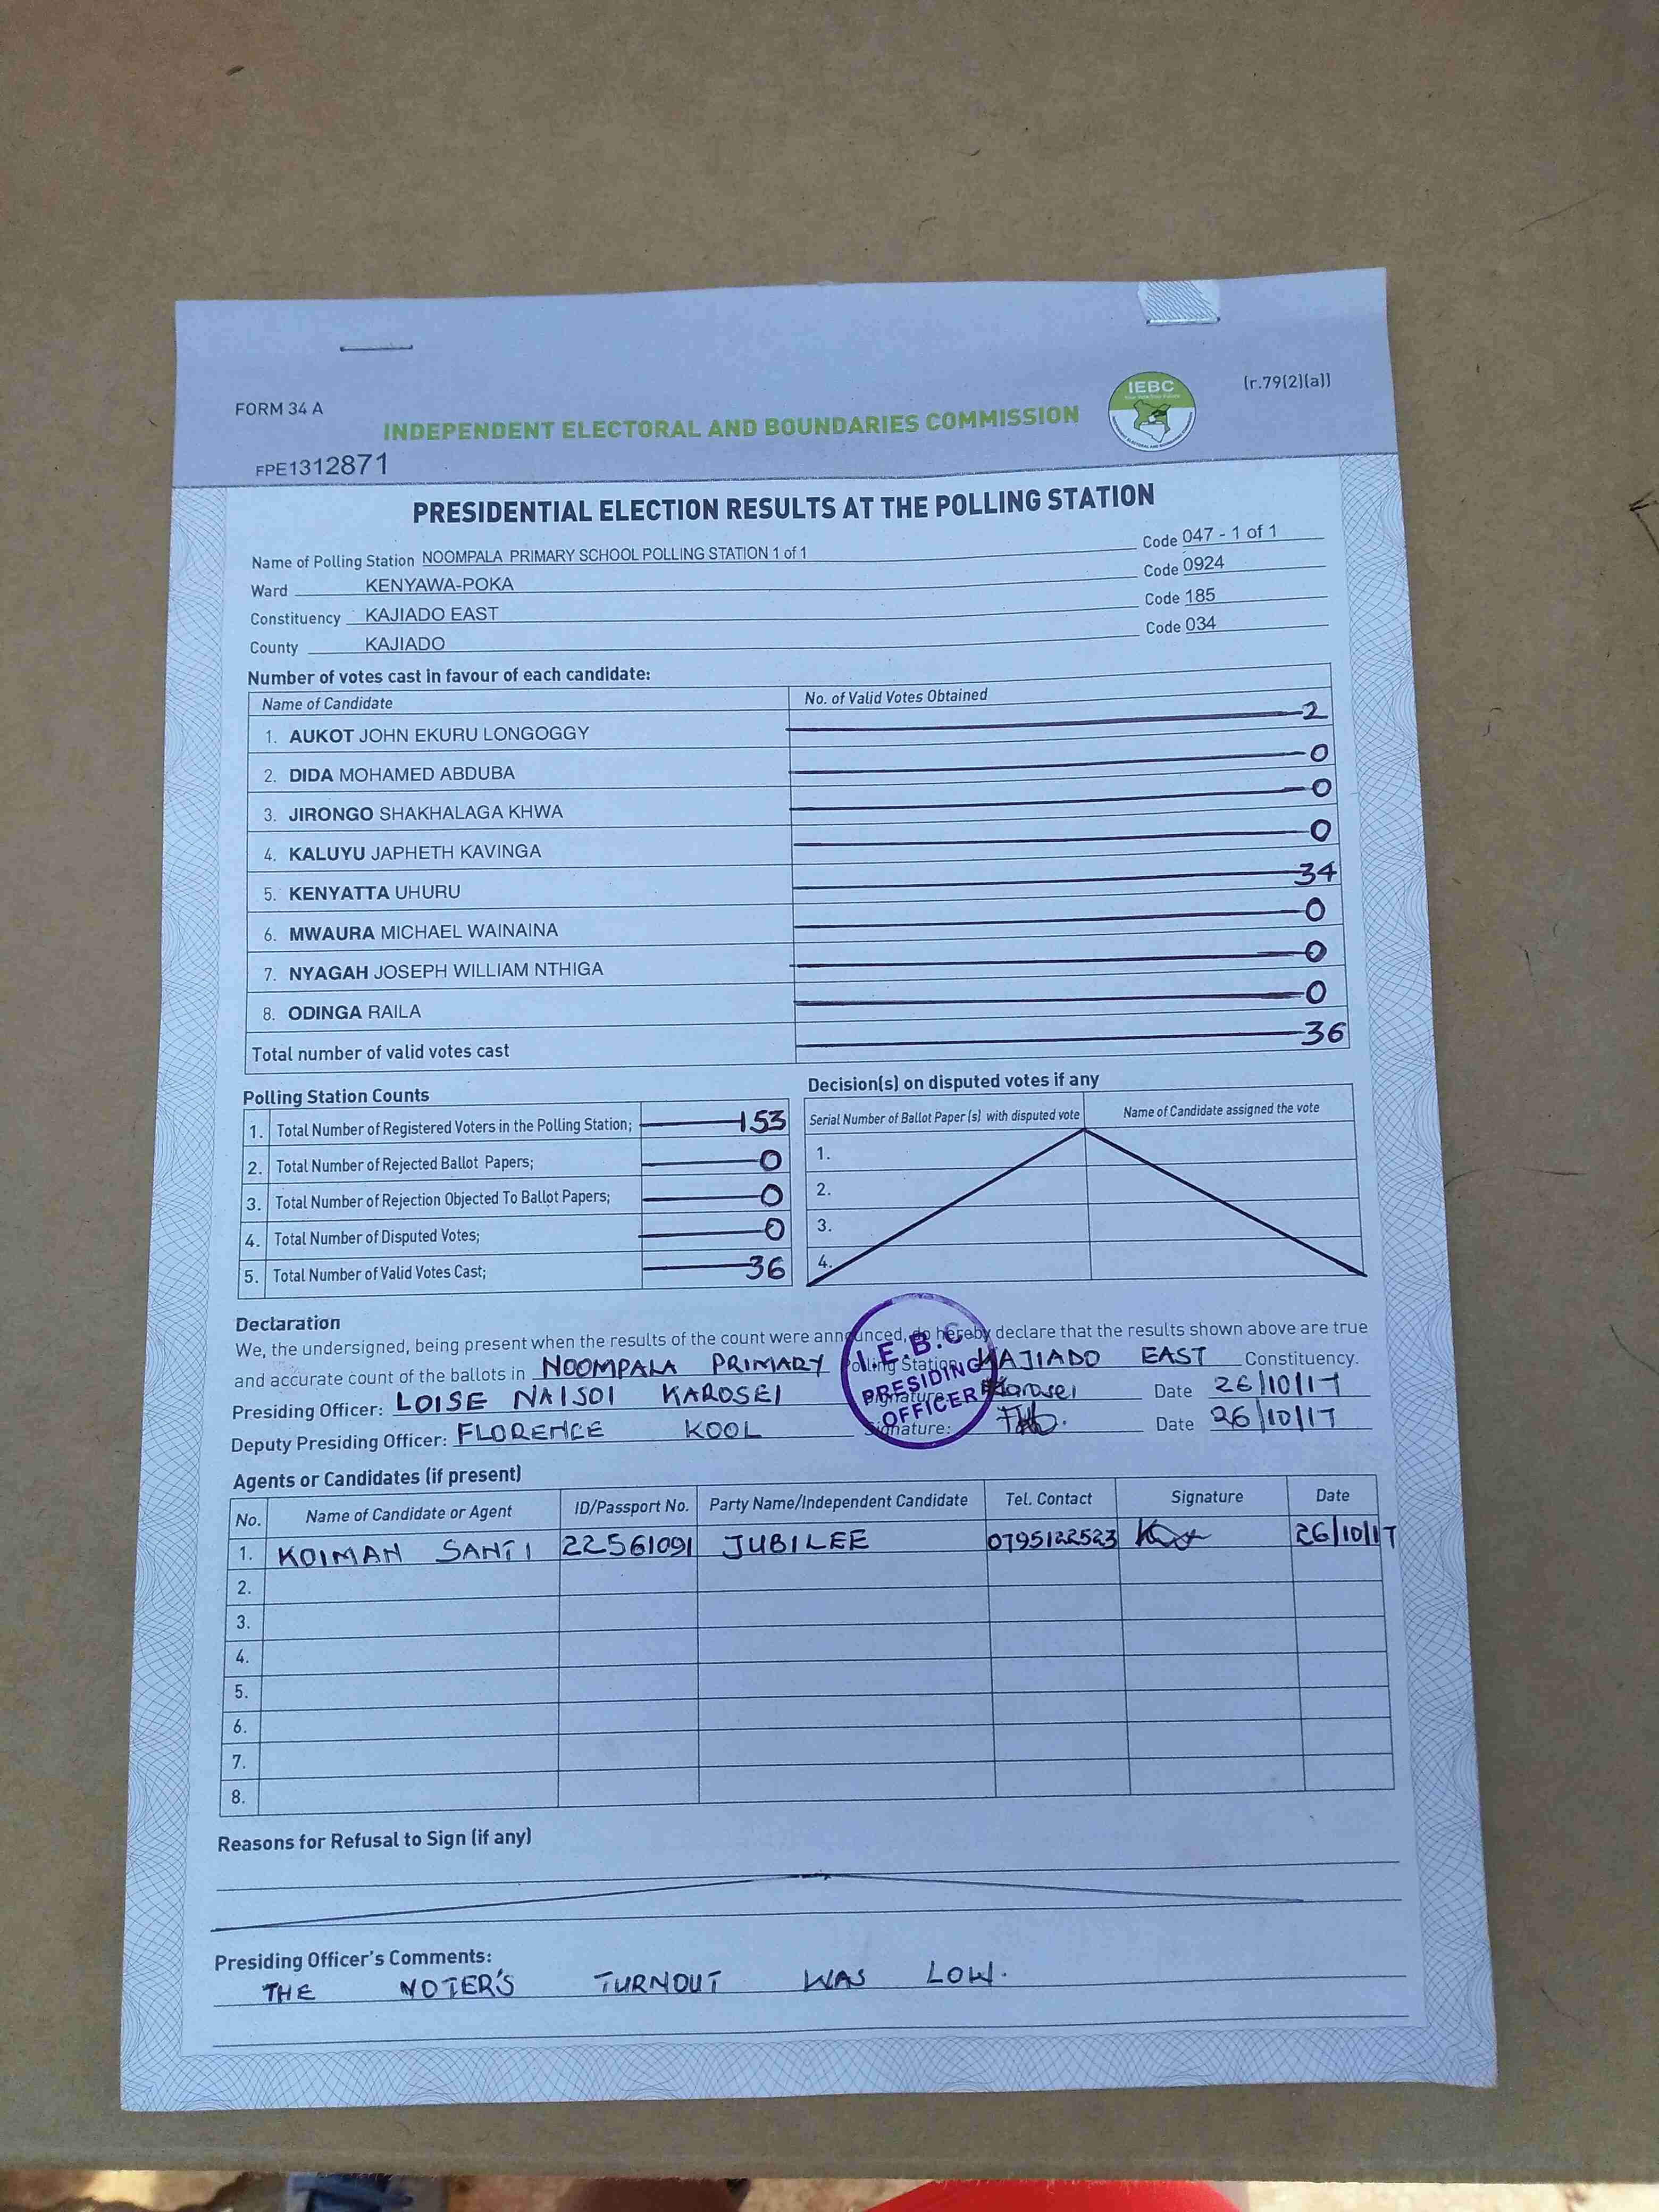 (r.79(2)(a))
FORM 34 A
IEBC
INDEPENDENT ELECTORAL AND BOUNDARIES COMMISSION
FPE1312871
PRESIDENTIAL ELECTION RESULTS AT THE POLLING STATION
Name of Polling Station NOOMPALA PRIMARY SCHOOL POLLING STATION 1 of 1 Code 047 - 1 of 1
Ward KENYAWA-POKA Code 0924
Constituency KAJIADO EAST Code 185
County KAJIADO Code 034
Number of votes cast in favour of each candidate:
Name of Candidate No. of Valid Votes Obtained
1. AUKOT JOHN EKURU LONGOGGY 2
2. DIDA MOHAMED ABDUBA 0
3. JIRONGO SHAKHALAGA KHWA 0
4. KALUYU JAPHETH KAVINGA 0
5. KENYATTA UHURU 34
6. MWAURA MICHAEL WAINAINA 0
7. NYAGAH JOSEPH WILLIAM NTHIGA 0
8. ODINGA RAILA 0
Total number of valid votes cast 36
Polling Station Counts
1. Total Number of Registered Voters in the Polling Station; 153
2. Total Number of Rejected Ballot Papers; 0
3. Total Number of Rejection Objected To Ballot Papers; 0
4. Total Number of Disputed Votes; 0
5. Total Number of Valid Votes Cast; 36
Decision(s) on disputed votes if any
Serial Number of Ballot Paper (s) with disputed vote Name of Candidate assigned the vote
1.
2.
3.
4.
Declaration
We, the undersigned, being present when the results of the count were announced, do hereby declare that the results shown above are true
and accurate count of the ballots in NOOMPALA PRIMARY Polling Station KAJIADO EAST Constituency.
Presiding Officer: LOISE NAISOI KAROSEI Signature: Karosei Date 26/10/17
Deputy Presiding Officer: FLORENCE KOOL Signature: Date 26/10/17
I.E.B.C
PRESIDING
OFFICER
Agents or Candidates (if present)
No. Name of Candidate or Agent ID/Passport No. Party Name/Independent Candidate Tel. Contact Signature Date
1. KOIMAN SANTI 22561091 JUBILEE 0795122523 26/10/17
2.
3.
4.
5.
6.
7.
8.
Reasons for Refusal to Sign (if any)
Presiding Officer's Comments:
THE VOTER'S TURNOUT WAS LOW.